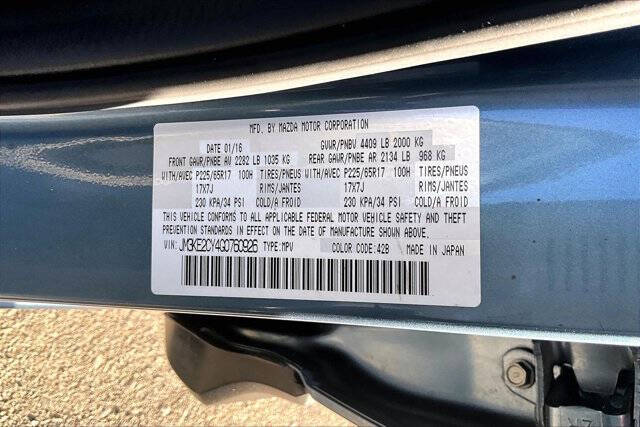 MFD. BY MAZDA MOTOR CORPORATION
DATE 01/16 GVWR/PNBV 4409 LB 2000 KG
FRONT GAWR/PNBE AV 2282 LB 1035 KG REAR GAWR/PNBE AR 2134 LB 968 KG
WITH/AVEC P225/65R17 100H TIRES/PNEUS WITH/AVEC P225/65R17 100H TIRES/PNEUS
17X7J RIMS/JANTES 17X7J RIMS/JANTES
230 KPA/34 PSI COLD/A FROID 230 KPA/34 PSI COLD/A FROID
THIS VEHICLE CONFORMS TO ALL APPLICABLE FEDERAL MOTOR VEHICLE SAFETY AND THEFT
PREVENTION STANDARDS IN EFFECT ON THE DATE OF MANUFACTURE SHOWN ABOVE.
VIN: JM3KE2CY4G0760926 TYPE: MPV COLOR CODE: 42B MADE IN JAPAN